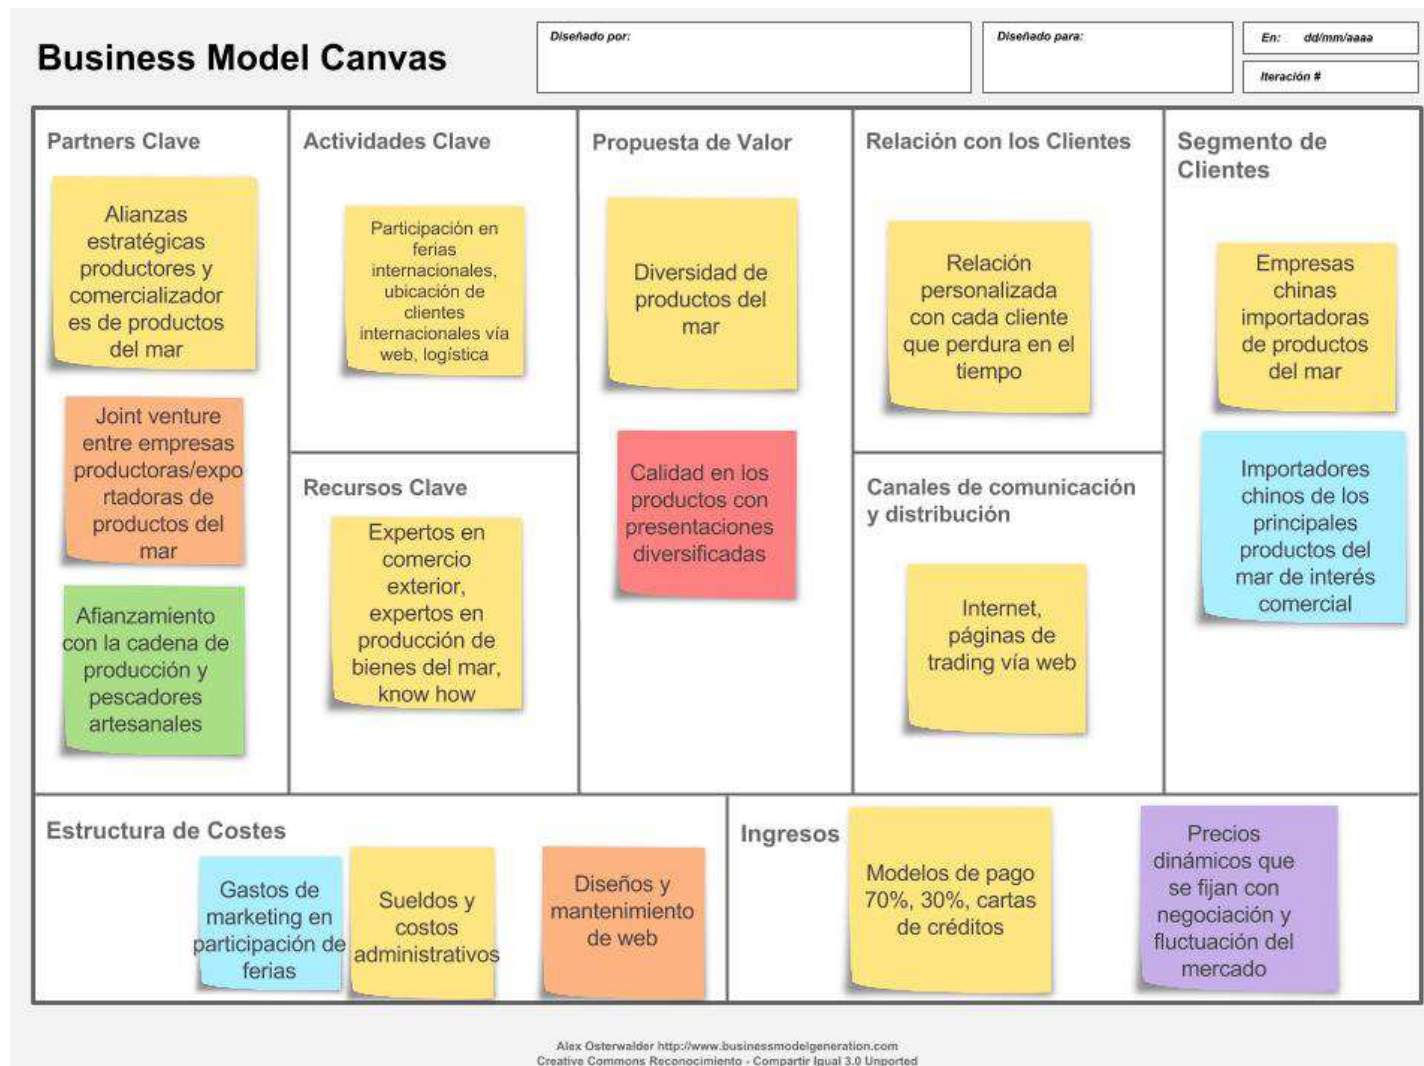 Business Model Canvas
Diseñado por:
Diseñado para:
En: dd/mm/aaaa
Iteración #
Partners Clave
Alianzas
estratégicas
productores y
comercializador
es de productos
del mar
Joint venture
entre empresas
productoras/expo
rtadoras de
productos del
mar
Afianzamiento
con la cadena de
producción y
pescadores
artesanales
Actividades Clave
Participación en
ferias
internacionales,
ubicación de
clientes
internacionales vía
web, logística
Recursos Clave
Expertos en
comercio
exterior,
expertos en
producción de
bienes del mar,
know how
Propuesta de Valor
Diversidad de
productos del
mar
Calidad en los
productos con
presentaciones
diversificadas
Relación con los Clientes
Relación
personalizada
con cada cliente
que perdura en el
tiempo
Canales de comunicación
y distribución
Internet,
páginas de
trading vía web
Segmento de
Clientes
Empresas
chinas
importadoras
de productos
del mar
Importadores
chinos de los
principales
productos del
mar de interés
comercial
Estructura de Costes
Gastos de
marketing en
participación de
ferias
Sueldos y
costos
administrativos
Diseños y
mantenimiento
de web
Ingresos
Modelos de pago
70%, 30%, cartas
de créditos
Precios
dinámicos que
se fijan con
negociación y
fluctuación del
mercado
Alex Osterwalder http://www.businessmodelgeneration.com
Creative Commons Reconocimiento - Compartir Igual 3.0 Unported